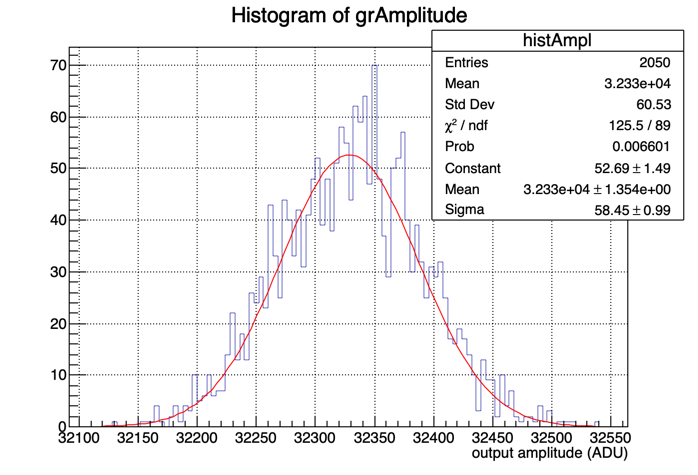 Histogram of grAmplitude
histAmpl
Entries 2050
Mean 3.233e+04
Std Dev 60.53
χ² / ndf 125.5 / 89
Prob 0.006601
Constant 52.69 ± 1.49
Mean 3.233e+04 ± 1.354e+00
Sigma 58.45 ± 0.99
70
60
50
40
30
20
10
0
32100 32150 32200 32250 32300 32350 32400 32450 32500 32550
output amplitude (ADU)